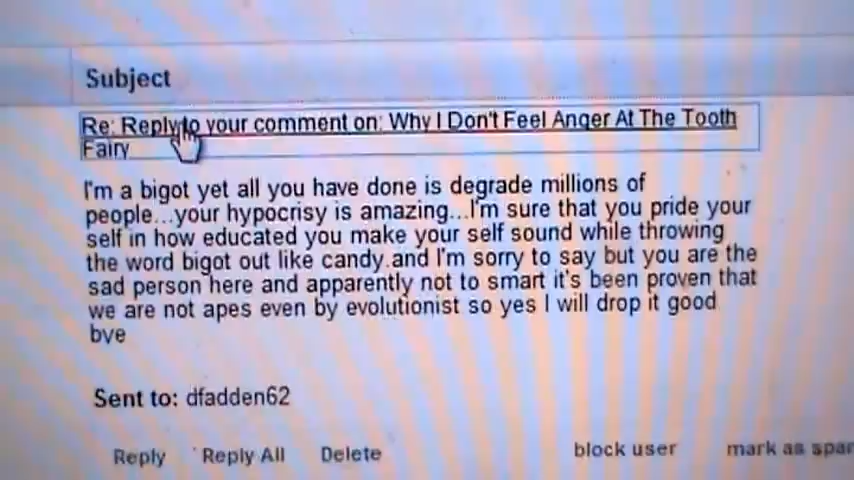 Subject
Re: Reply to your comment on: Why I Don't Feel Anger At The Tooth
Fairy
I'm a bigot yet all you have done is degrade millions of
people...your hypocrisy is amazing...I'm sure that you pride your
self in how educated you make your self sound while throwing
the word bigot out like candy.and I'm sorry to say but you are the
sad person here and apparently not to smart it's been proven that
we are not apes even by evolutionist so yes I will drop it good
bye
Sent to: dfadden62
Reply Reply All Delete block user mark as spam